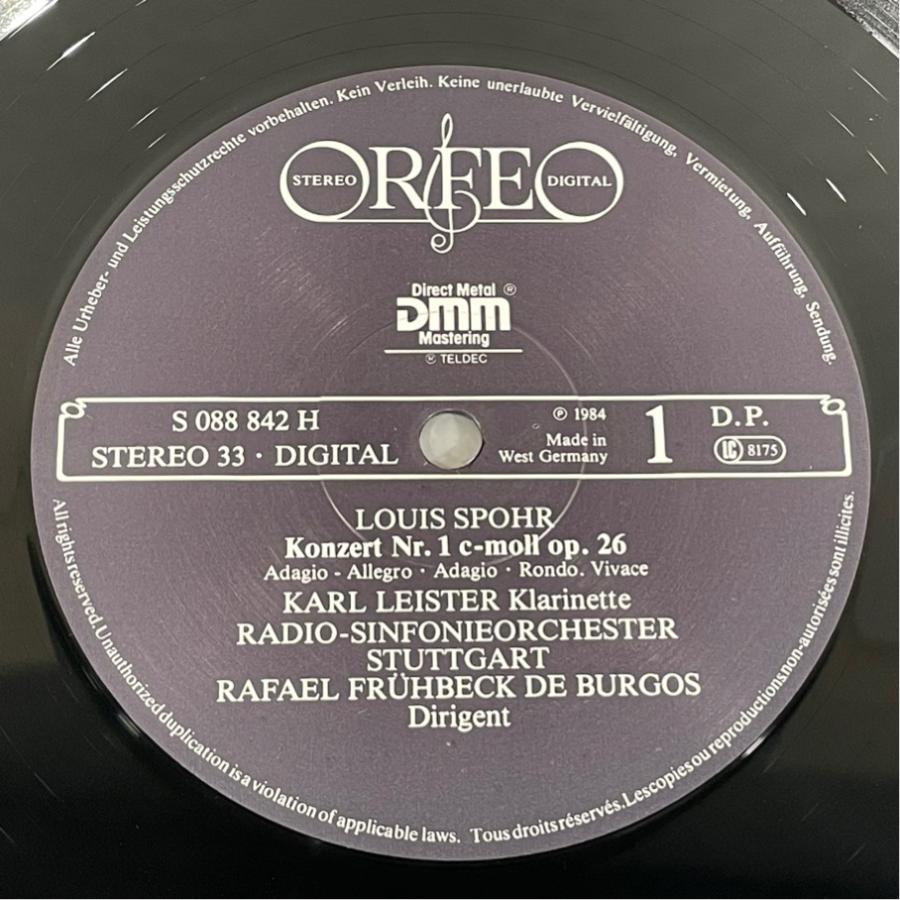 Alle Urheber- und Leistungsschutzrechte vorbehalten. Kein Verleih. Keine unerlaubte Vervielfältigung, Vermietung, Aufführung, Sendung.
ORFEO
STEREO
DIGITAL
Direct Metal ®
DMM
Mastering
® TELDEC
S 088 842 H
STEREO 33 · DIGITAL
℗ 1984
Made in
West Germany
1
D.P.
LC 8175
LOUIS SPOHR
Konzert Nr. 1 c-moll op. 26
Adagio - Allegro · Adagio · Rondo. Vivace
KARL LEISTER Klarinette
RADIO-SINFONIEORCHESTER
STUTTGART
RAFAEL FRÜHBECK DE BURGOS
Dirigent
All rights reserved. Unauthorized duplication is a violation of applicable laws. Tous droits réservés. Les copies ou reproductions non-autorisées sont illicites.